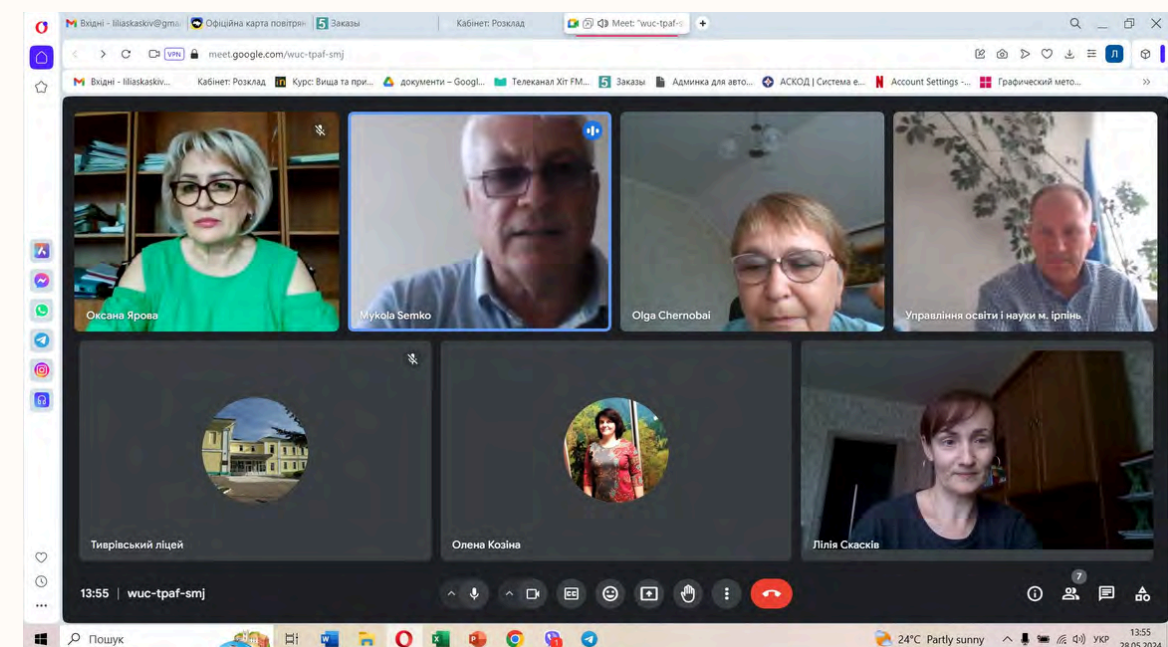 Вхідні - liliaskaskiv@gma
Офіційна карта повітрян
Заказы
Кабінет: Розклад
Meet: "wuc-tpaf-s
VPN
meet.google.com/wuc-tpaf-smj
Л
Вхідні - liliaskaskiv...
Кабінет: Розклад
Курс: Вища та при...
документи – Googl...
Телеканал Хіт FM...
Заказы
Админка для авто...
АСКОД | Система е...
Account Settings -...
Графический мето...
Оксана Ярова
Mykola Semko
Olga Chernobai
Управління освіти і науки м. ірпінь
Тиврівський ліцей
Олена Козіна
Лілія Скасків
13:55 | wuc-tpaf-smj
7
Пошук
24°C Partly sunny
УКР
13:55
28.05.2024